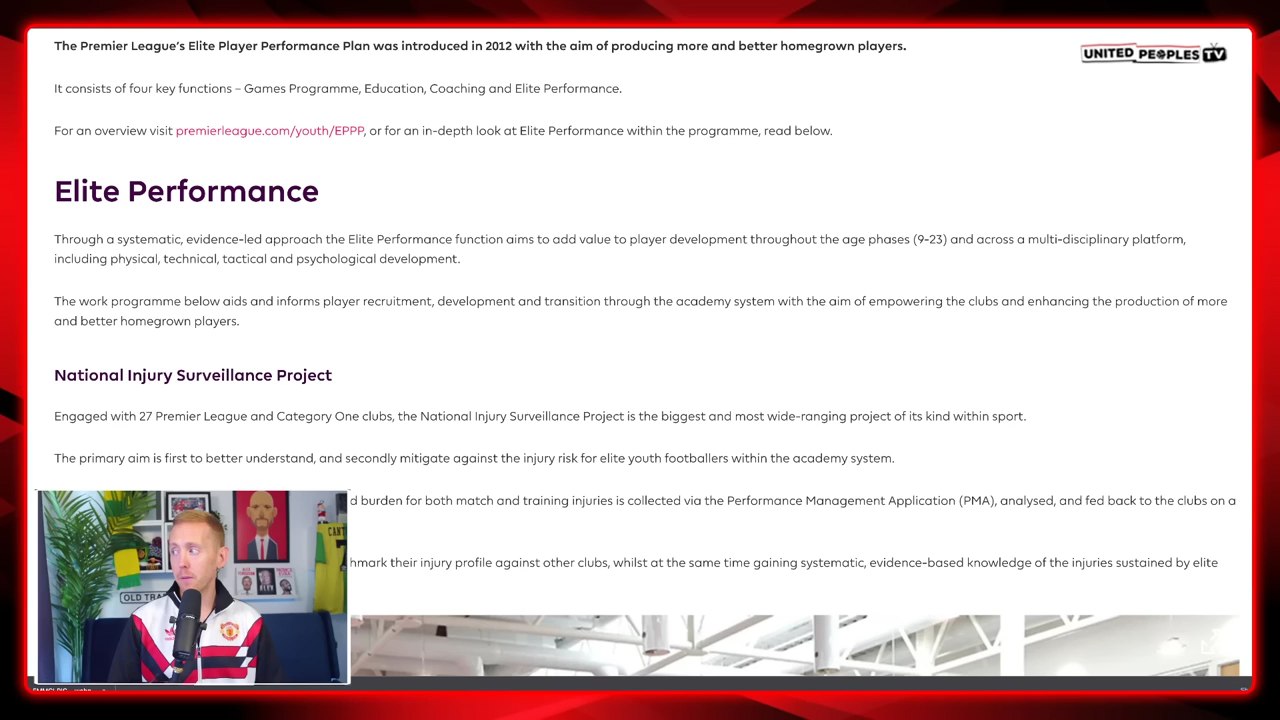 The Premier League's Elite Player Performance Plan was introduced in 2012 with the aim of producing more and better homegrown players.
UNITED PEOPLES TV
It consists of four key functions – Games Programme, Education, Coaching and Elite Performance.
For an overview visit premierleague.com/youth/EPPP, or for an in-depth look at Elite Performance within the programme, read below.
Elite Performance
Through a systematic, evidence-led approach the Elite Performance function aims to add value to player development throughout the age phases (9-23) and across a multi-disciplinary platform,
including physical, technical, tactical and psychological development.
The work programme below aids and informs player recruitment, development and transition through the academy system with the aim of empowering the clubs and enhancing the production of more
and better homegrown players.
National Injury Surveillance Project
Engaged with 27 Premier League and Category One clubs, the National Injury Surveillance Project is the biggest and most wide-ranging project of its kind within sport.
The primary aim is first to better understand, and secondly mitigate against the injury risk for elite youth footballers within the academy system.
d burden for both match and training injuries is collected via the Performance Management Application (PMA), analysed, and fed back to the clubs on a
hmark their injury profile against other clubs, whilst at the same time gaining systematic, evidence-based knowledge of the injuries sustained by elite
CANT
OLD TRA